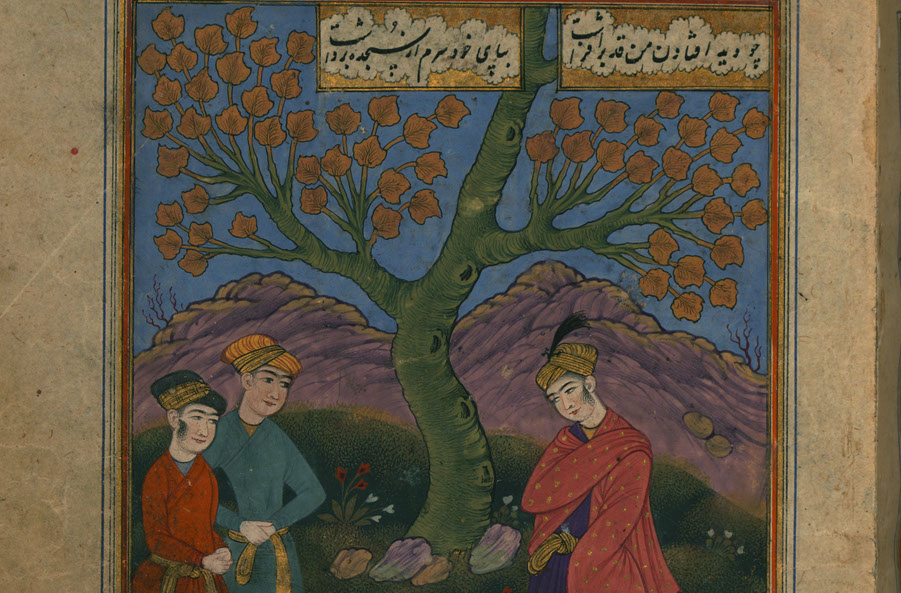 چو دید افتادن من قد برافراشت
بپای خود سرم از سجده برداشت